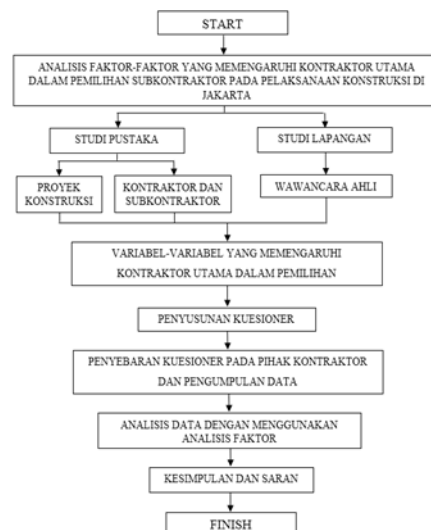 START
ANALISIS FAKTOR-FAKTOR YANG MEMENGARUHI KONTRAKTOR UTAMA
DALAM PEMILIHAN SUBKONTRAKTOR PADA PELAKSANAAN KONSTRUKSI DI
JAKARTA
STUDI PUSTAKA
STUDI LAPANGAN
PROYEK
KONSTRUKSI
KONTRAKTOR DAN
SUBKONTRAKTOR
WAWANCARA AHLI
VARIABEL-VARIABEL YANG MEMENGARUHI
KONTRAKTOR UTAMA DALAM PEMILIHAN
PENYUSUNAN KUESIONER
PENYEBARAN KUESIONER PADA PIHAK KONTRAKTOR
DAN PENGUMPULAN DATA
ANALISIS DATA DENGAN MENGGUNAKAN
ANALISIS FAKTOR
KESIMPULAN DAN SARAN
FINISH